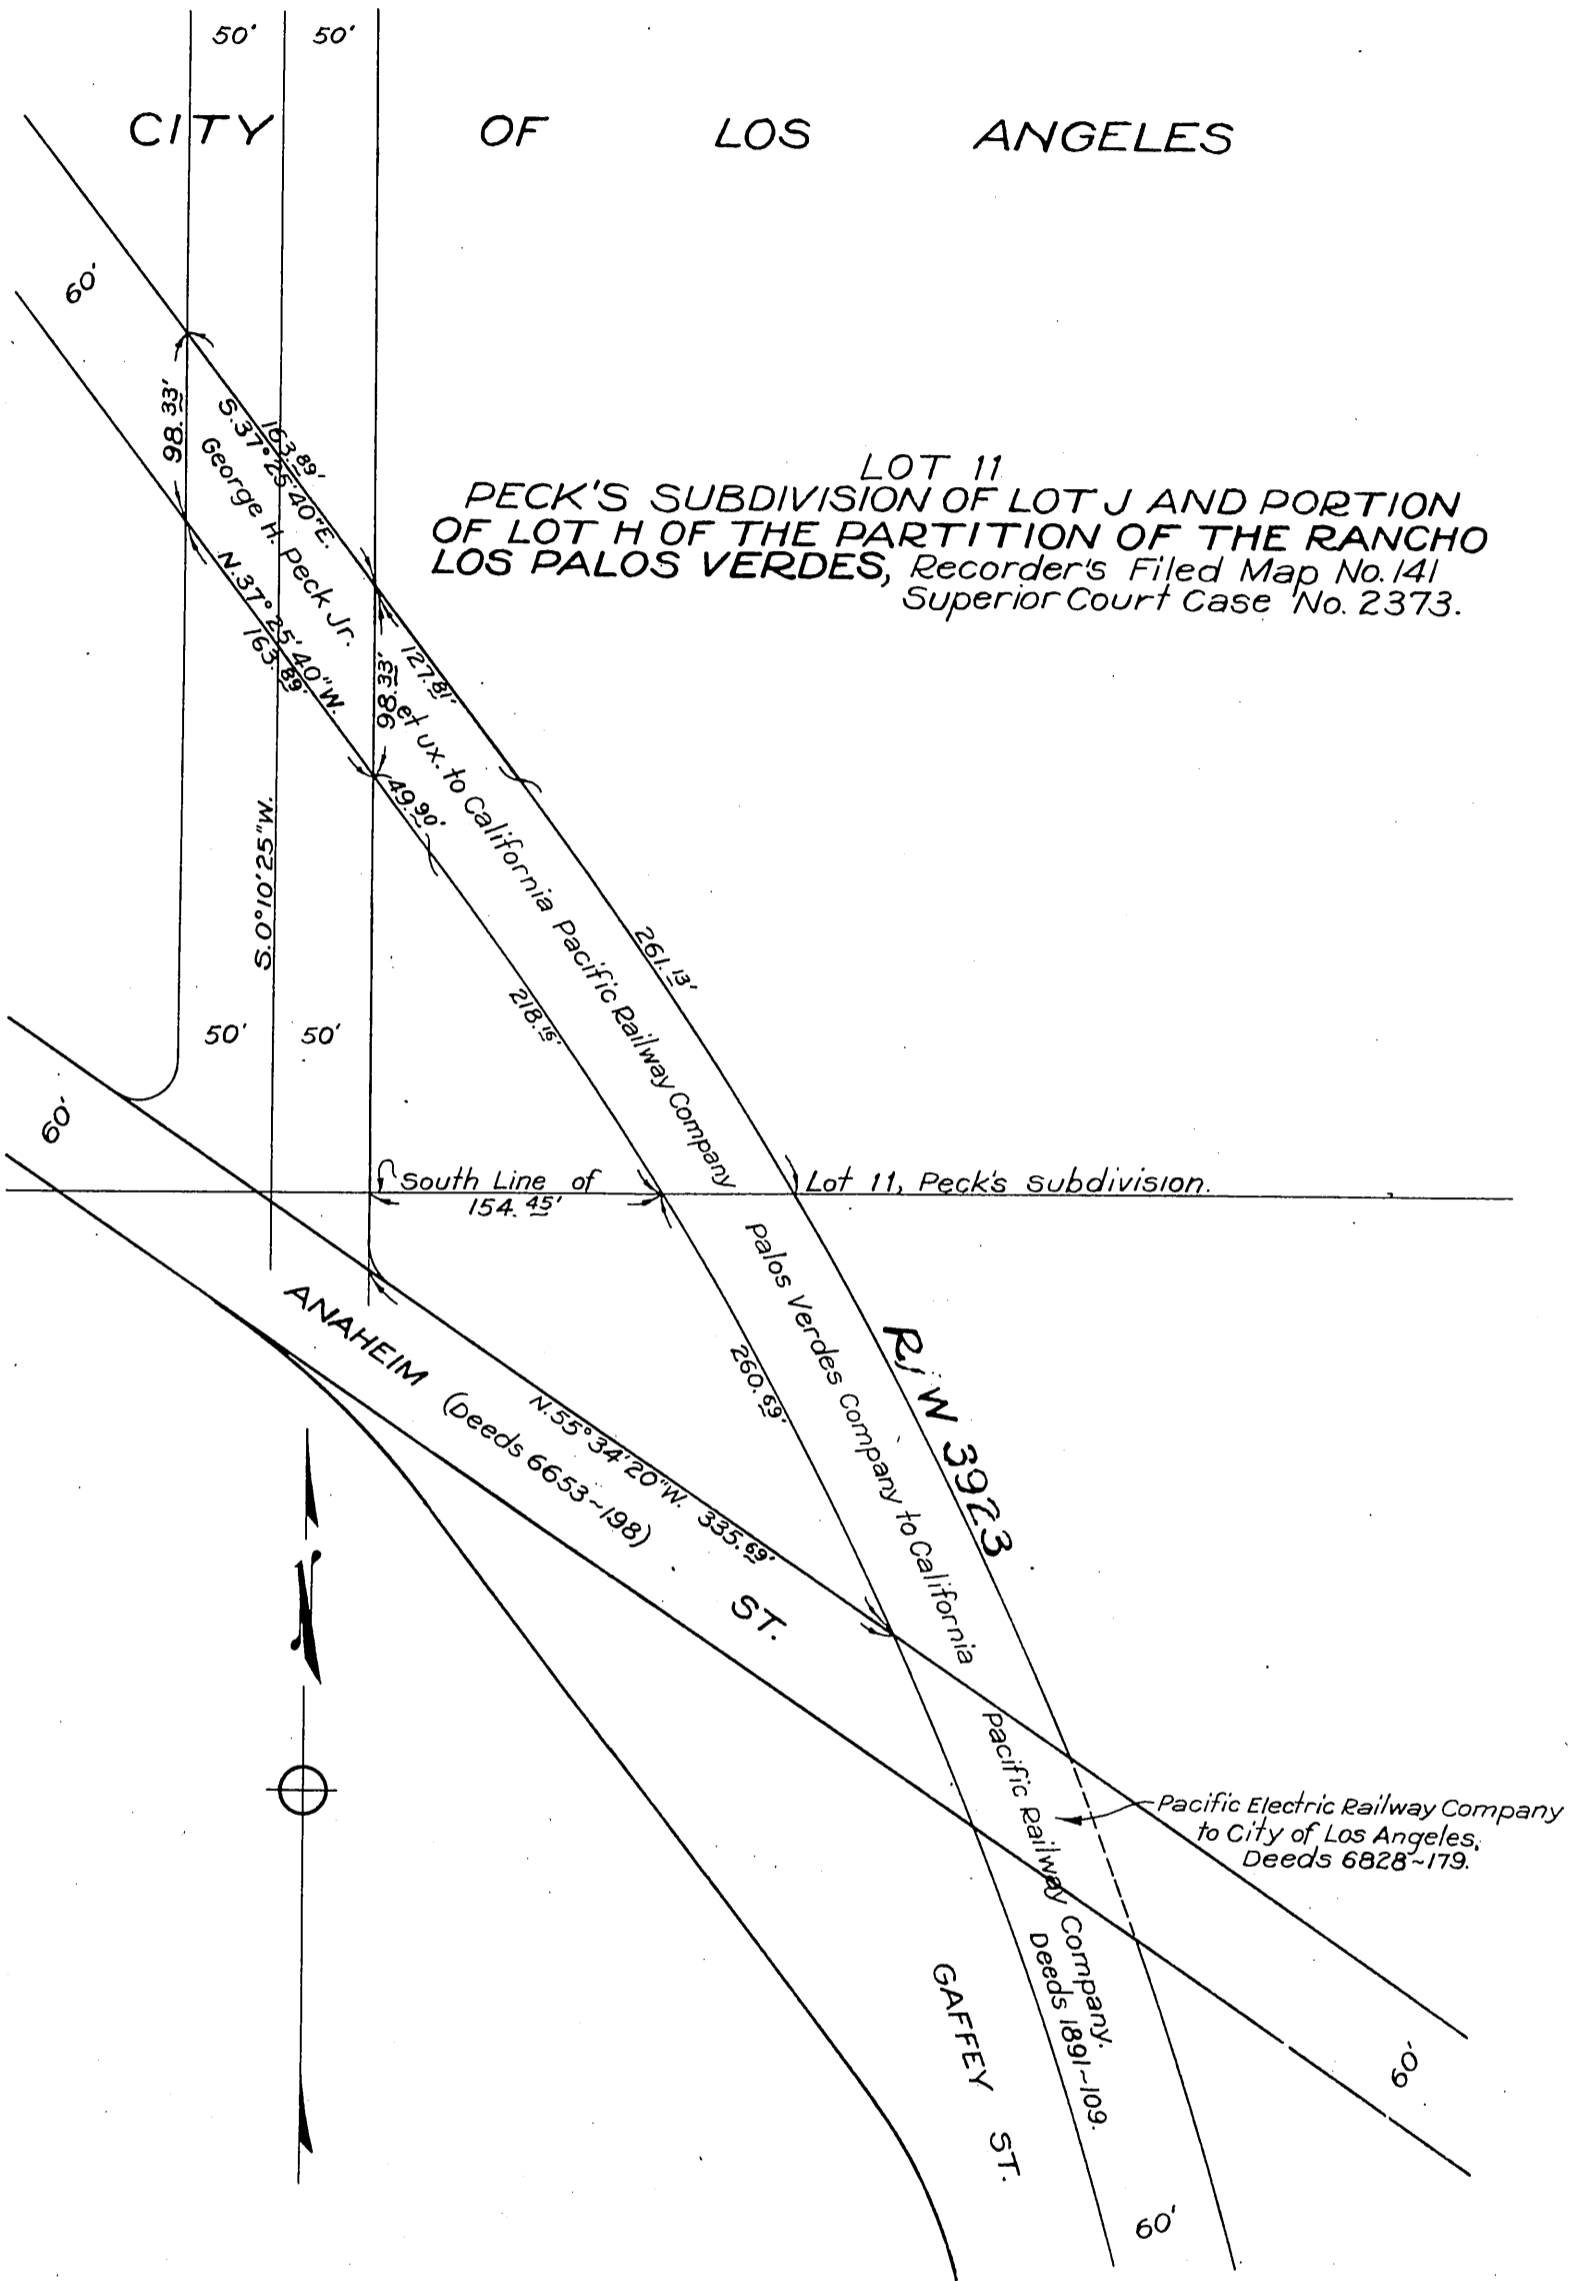 50' 50'
CITY OF LOS ANGELES
60'
98.33'
S.37°25'40"E.
163.89'
George H. Peck Jr. et ux. to California Pacific Railway Company
N.37°25'40"W.
163.89'
LOT 11
PECK'S SUBDIVISION OF LOT J AND PORTION
OF LOT H OF THE PARTITION OF THE RANCHO
LOS PALOS VERDES, Recorder's Filed Map No. 141
Superior Court Case No. 2373.
98.33'
127.81'
49.90'
S.0°10'25"W.
261.13'
218.15'
50' 50'
60'
South Line of Lot 11, Peck's subdivision.
154.45'
Palos Verdes Company to California Pacific Railway Company.
Deeds 1891~109.
R/W 3923
260.69'
ANAHEIM (Deeds 6653~198) ST.
N.55°34'20"W. 335.69'
N
Pacific Electric Railway Company
to City of Los Angeles,
Deeds 6828~179.
GAFFEY ST.
60'
60'